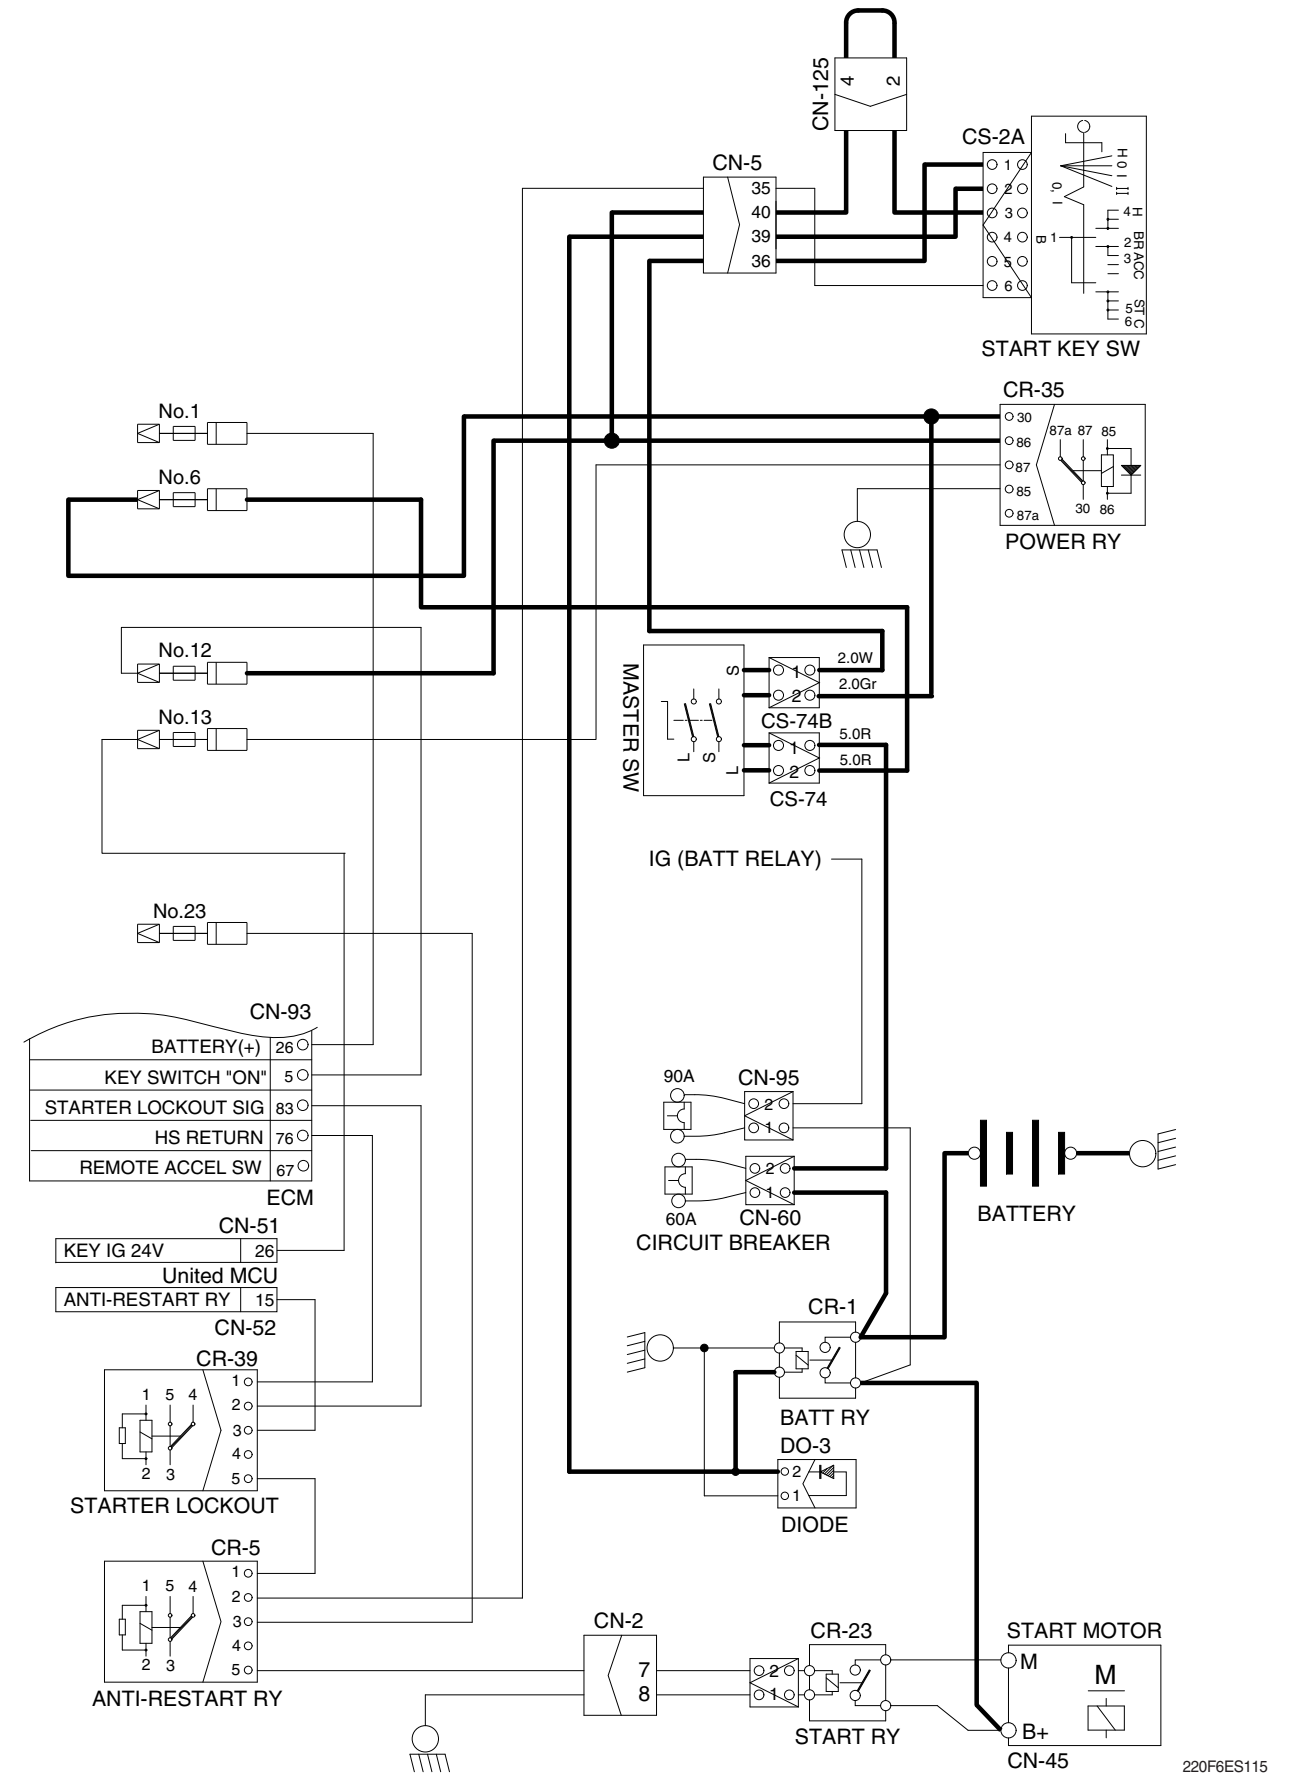 CN-125
4 2
CS-2A
CN-5
35
40
39
36
1
2
3
4
5
6
H O I II
0, I
4 H
B 1
2 BR
3 ACC
5 ST
6 C
START KEY SW
CR-35
30
86
87
85
87a
87a 87 85
30 86
POWER RY
No.1
No.6
No.12
No.13
No.23
MASTER SW
S
L S
L
1
2
2.0W
2.0Gr
CS-74B
1
2
5.0R
5.0R
CS-74
IG (BATT RELAY)
CN-93
BATTERY(+) 26
KEY SWITCH "ON" 5
STARTER LOCKOUT SIG 83
HS RETURN 76
REMOTE ACCEL SW 67
ECM
CN-51
KEY IG 24V 26
United MCU
ANTI-RESTART RY 15
CN-52
90A
CN-95
2
1
2
1
60A
CN-60
CIRCUIT BREAKER
BATTERY
CR-1
BATT RY
DO-3
2
1
DIODE
CR-39
1 5 4
2 3
1
2
3
4
5
STARTER LOCKOUT
CR-5
1 5 4
2 3
1
2
3
4
5
ANTI-RESTART RY
CN-2
7
8
2
1
CR-23
START RY
START MOTOR
M
M
B+
CN-45
220F6ES115